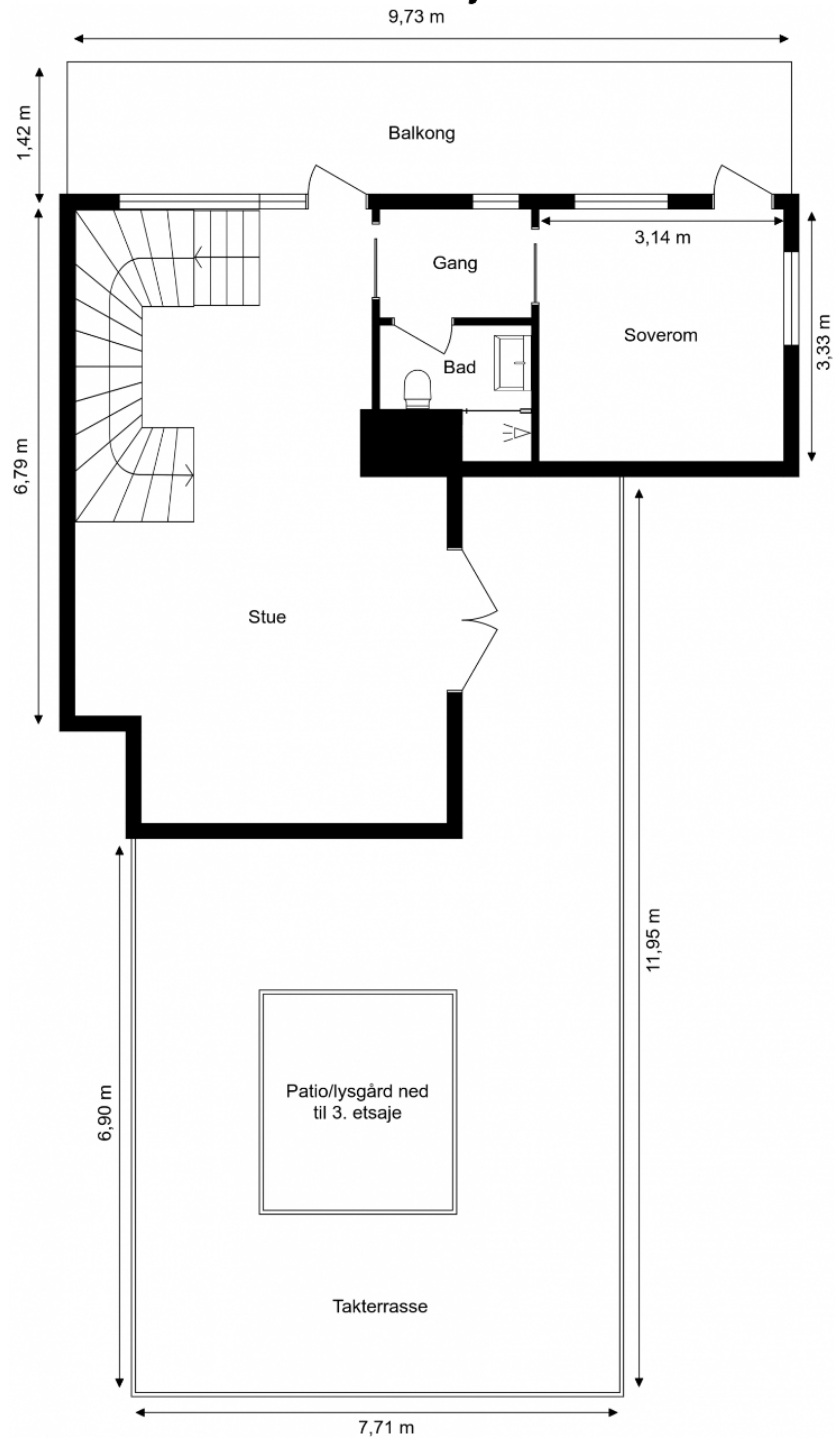 9,73 m
1,42 m
Balkong
3,14 m
Gang
Soverom
3,33 m
Bad
6,79 m
Stue
11,95 m
6,90 m
Patio/lysgård ned
til 3. etsaje
Takterrasse
7,71 m